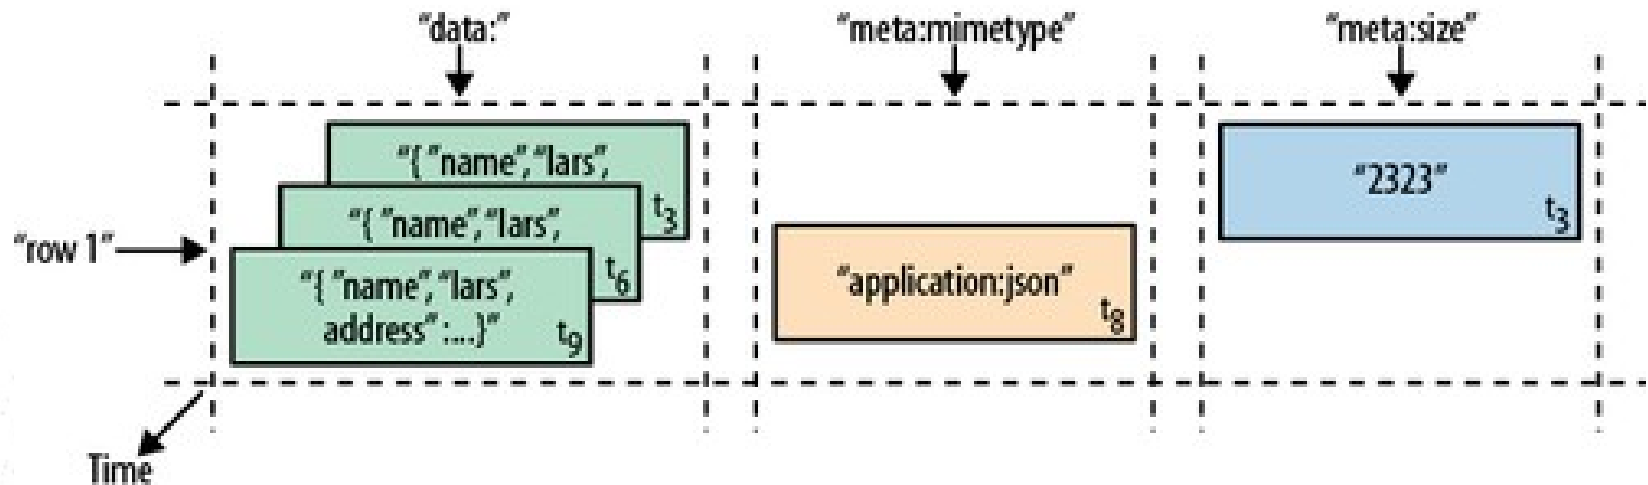 “data:”
“meta:mimetype”
“meta:size”
“{ ”name”,“lars”,
t3
“{ ”name”,“lars”,
t6
“{ ”name”,“lars”,
address” :....}”
t9
“row 1”
“application:json”
t8
“2323”
t3
Time